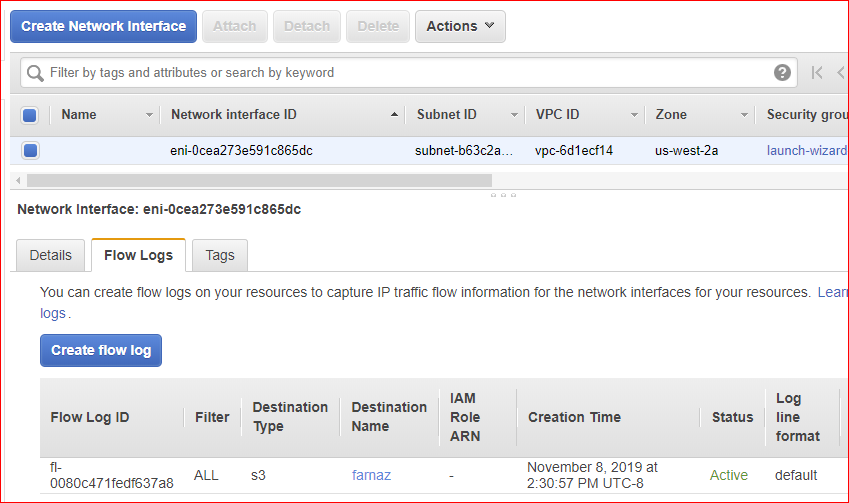 Create Network Interface Attach Detach Delete Actions
Filter by tags and attributes or search by keyword
Name Network interface ID Subnet ID VPC ID Zone Security grou
eni-0cea273e591c865dc subnet-b63c2a… vpc-6d1ecf14 us-west-2a launch-wizard
Network Interface: eni-0cea273e591c865dc
Details Flow Logs Tags
You can create flow logs on your resources to capture IP traffic flow information for the network interfaces for your resources. Lear
logs.
Create flow log
Flow Log ID Filter Destination Type Destination Name IAM Role ARN Creation Time Status Log line format
fl-0080c471fedf637a8 ALL s3 farnaz - November 8, 2019 at 2:30:57 PM UTC-8 Active default